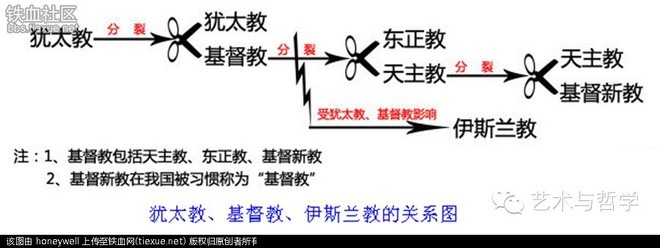 铁血社区
bbs.tiexue.net
犹太教 分裂 犹太教 基督教 分裂 东正教 天主教 分裂 天主教 基督新教
受犹太教、基督教影响 伊斯兰教
注：1、基督教包括天主教、东正教、基督新教
2、基督新教在我国被习惯称为“基督教”
艺术与哲学
犹太教、基督教、伊斯兰教的关系图
该图由 honeywell 上传至铁血网(tiexue.net) 版权归原创者所有